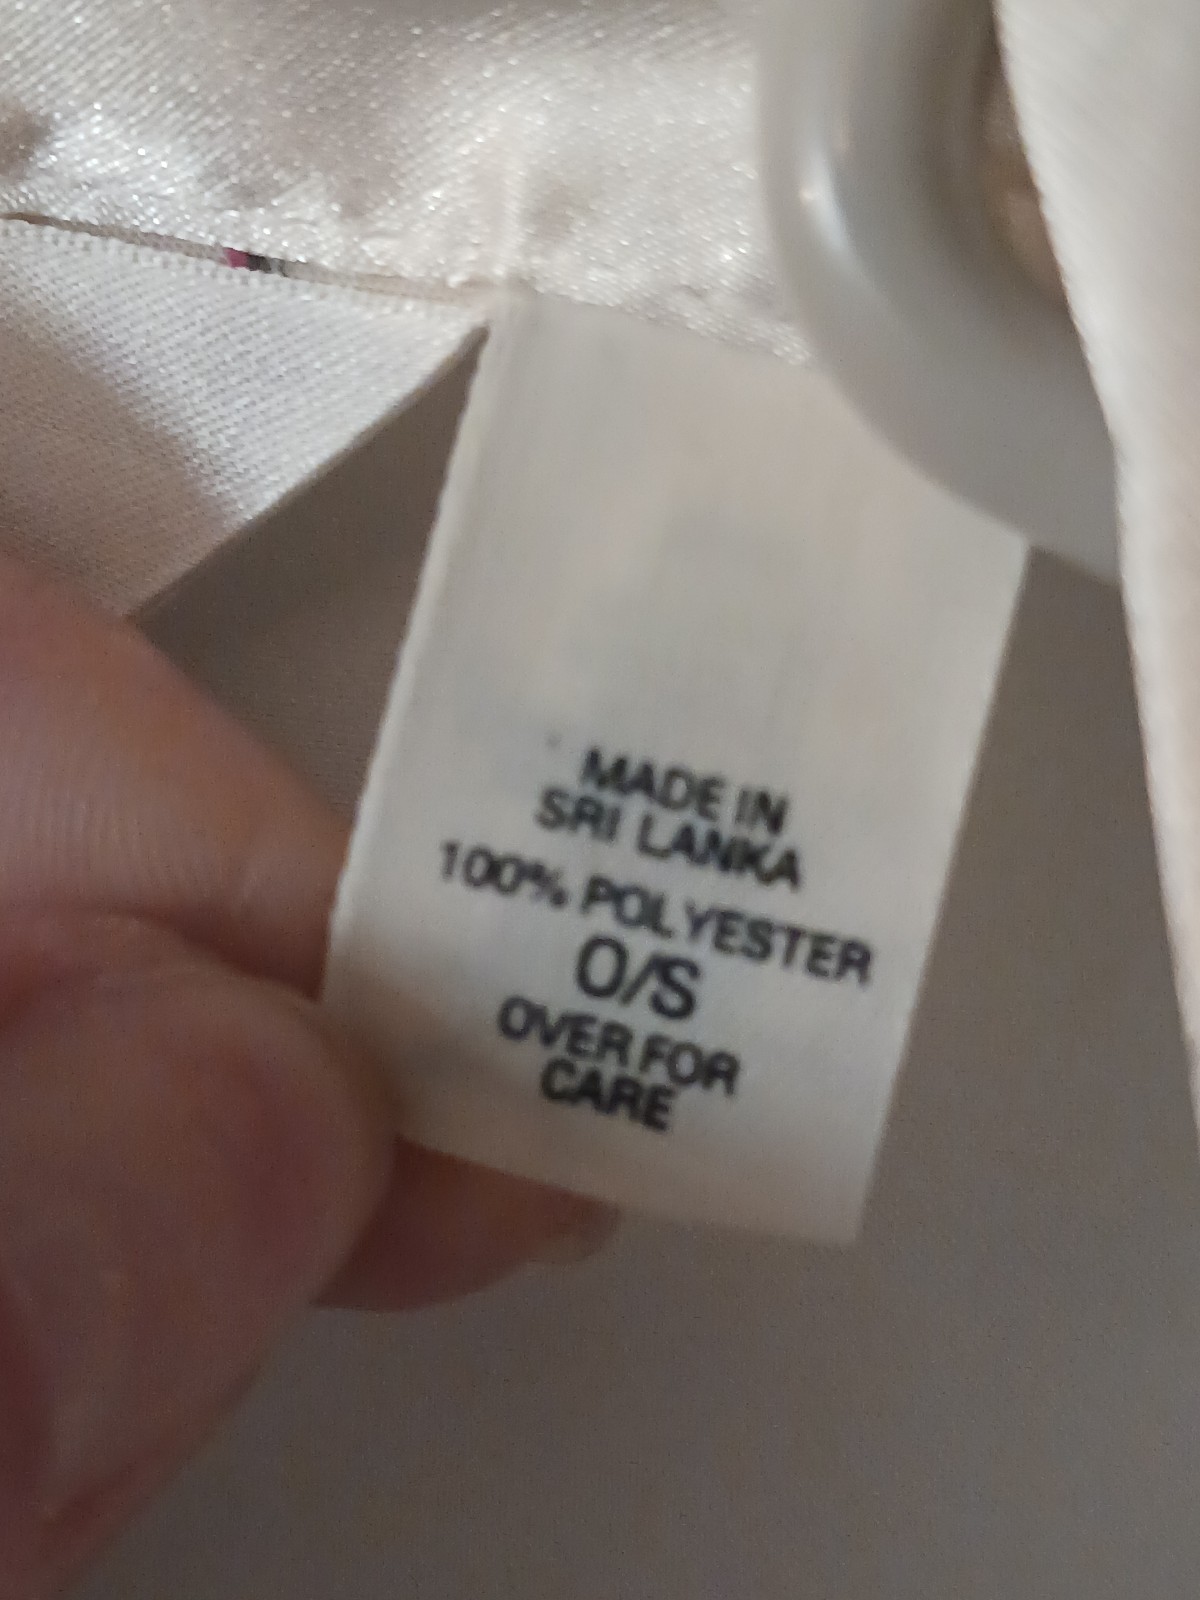 MADE IN
SRI LANKA
100% POLYESTER
O/S
OVER FOR
CARE